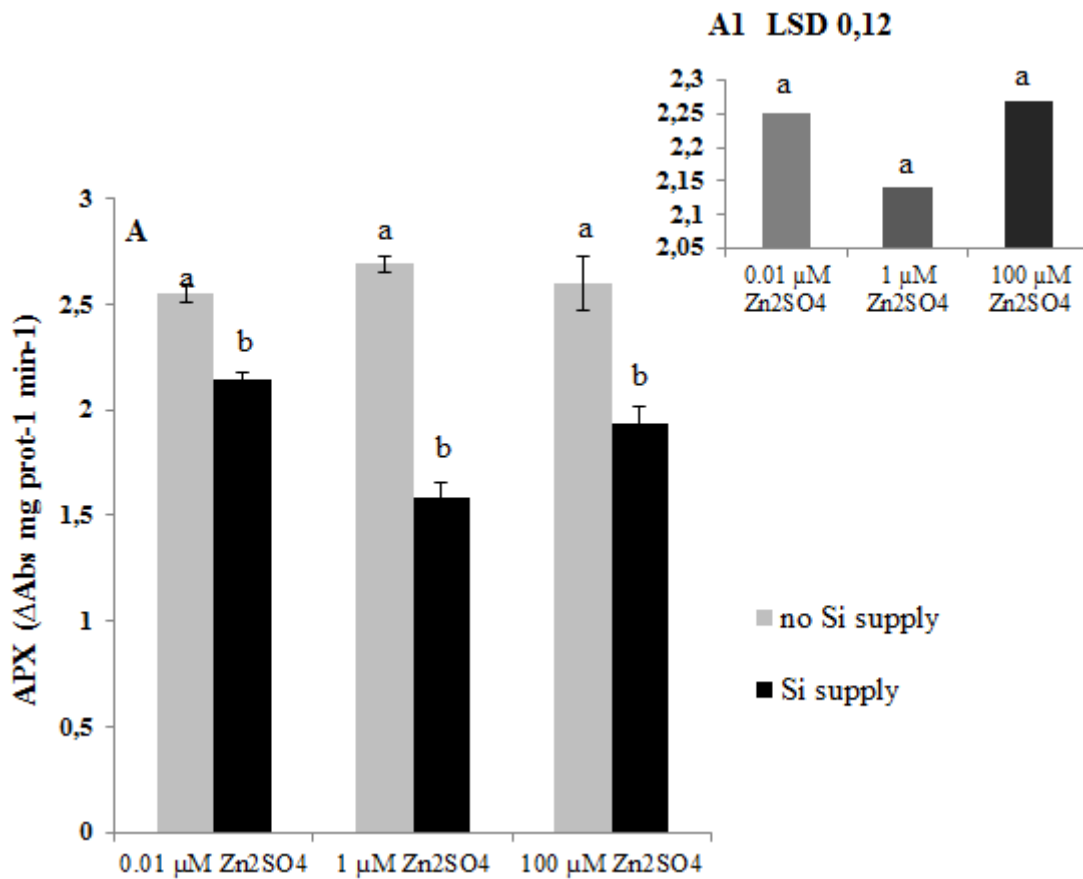 A1 LSD 0,12
2,3
2,25
2,2
2,15
2,1
2,05
a
a
a
0.01 µM
Zn2SO4
1 µM
Zn2SO4
100 µM
Zn2SO4
A
APX (ΔAbs mg prot-1 min-1)
3
2,5
2
1,5
1
0,5
0
a
b
a
b
a
b
0.01 µM Zn2SO4
1 µM Zn2SO4
100 µM Zn2SO4
no Si supply
Si supply